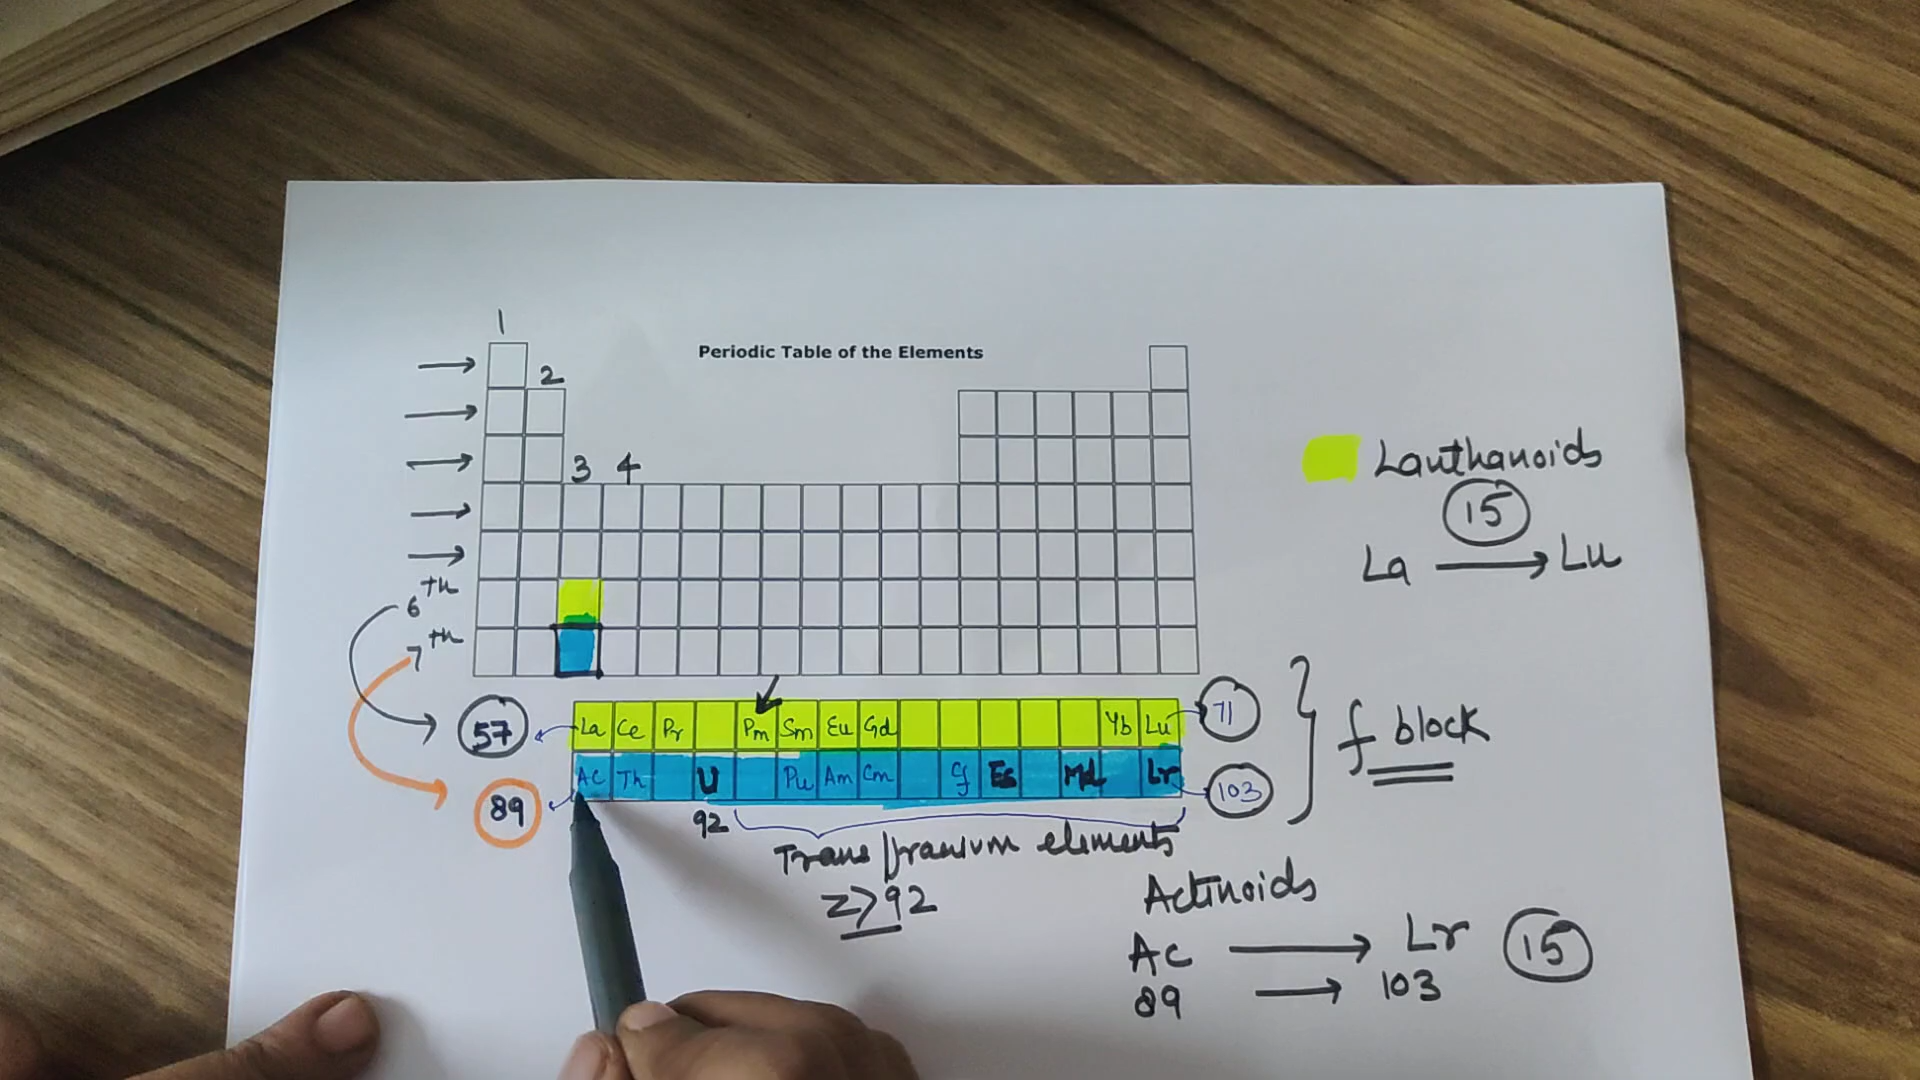 1
Periodic Table of the Elements
2
3 4
Lanthanoids
15
La → Lu
6th
7th
57 La Ce Pr Pm Sm Eu Gd Yb Lu 71
f block
89 AC Th U Pu Am Cm Cf Es Md Lr 103
92
Trans Uranium elements
Z>92
Actinoids
AC → Lr 15
89 → 103